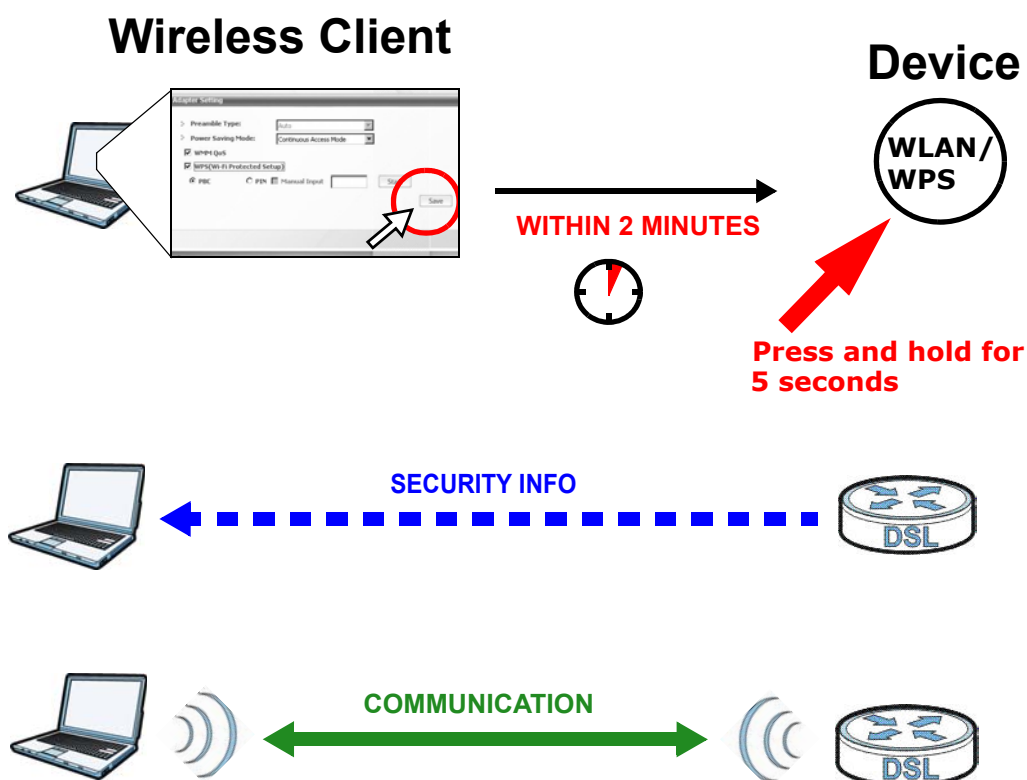 Wireless Client
Device
Adapter Setting
> Preamble Type: Auto
> Power Saving Mode: Continuous Access Mode
WMM QoS
WPS(Wi-Fi Protected Setup)
PBC PIN Manual Input
Save
WLAN/
WPS
WITHIN 2 MINUTES
Press and hold for
5 seconds
SECURITY INFO
DSL
COMMUNICATION
DSL